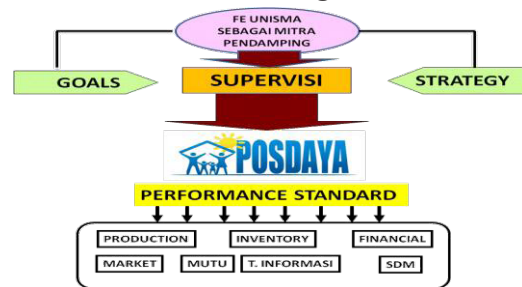 FE UNISMA
SEBAGAI MITRA
PENDAMPING
GOALS
SUPERVISI
STRATEGY
POSDAYA
PERFORMANCE STANDARD
PRODUCTION
INVENTORY
FINANCIAL
MARKET
MUTU
T. INFORMASI
SDM